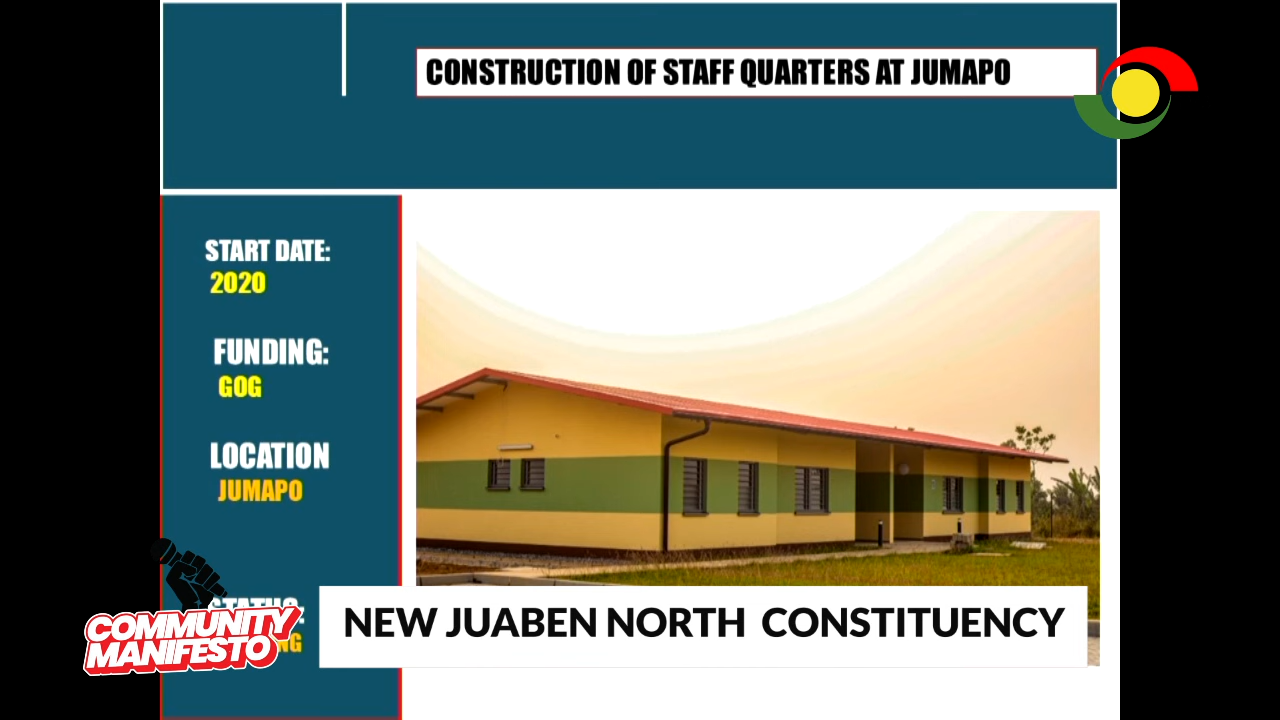 CONSTRUCTION OF STAFF QUARTERS AT JUMAPO
START DATE:
2020
FUNDING:
GOG
LOCATION
JUMAPO
STATUS:
COMMUNITY
MANIFESTO
NEW JUABEN NORTH CONSTITUENCY